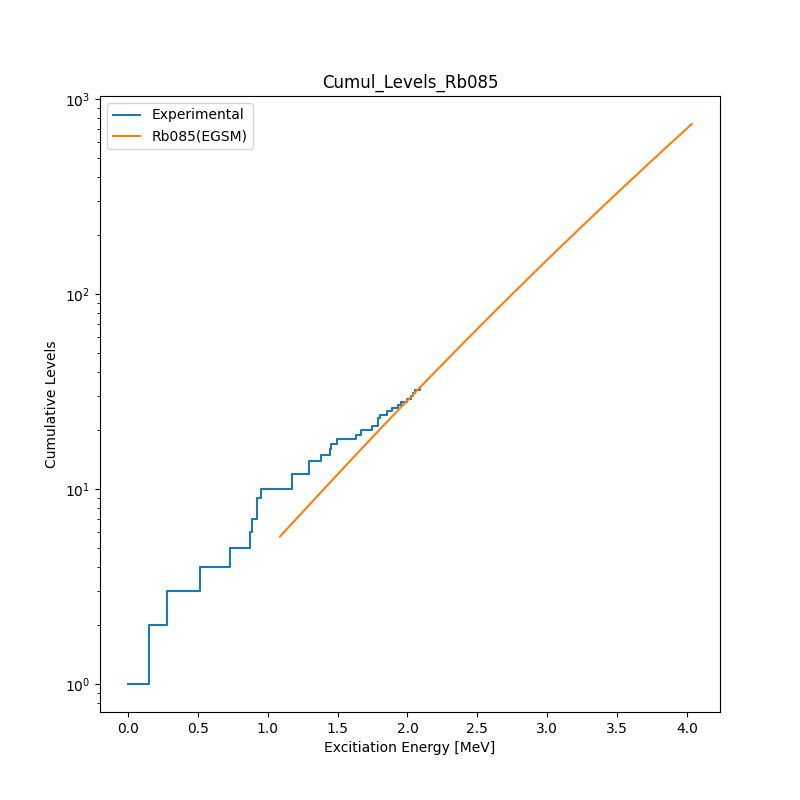 Cumul_Levels_Rb085
Experimental
Rb085(EGSM)
10³
10²
10¹
10⁰
Cumulative Levels
0.0 0.5 1.0 1.5 2.0 2.5 3.0 3.5 4.0
Excitiation Energy [MeV]